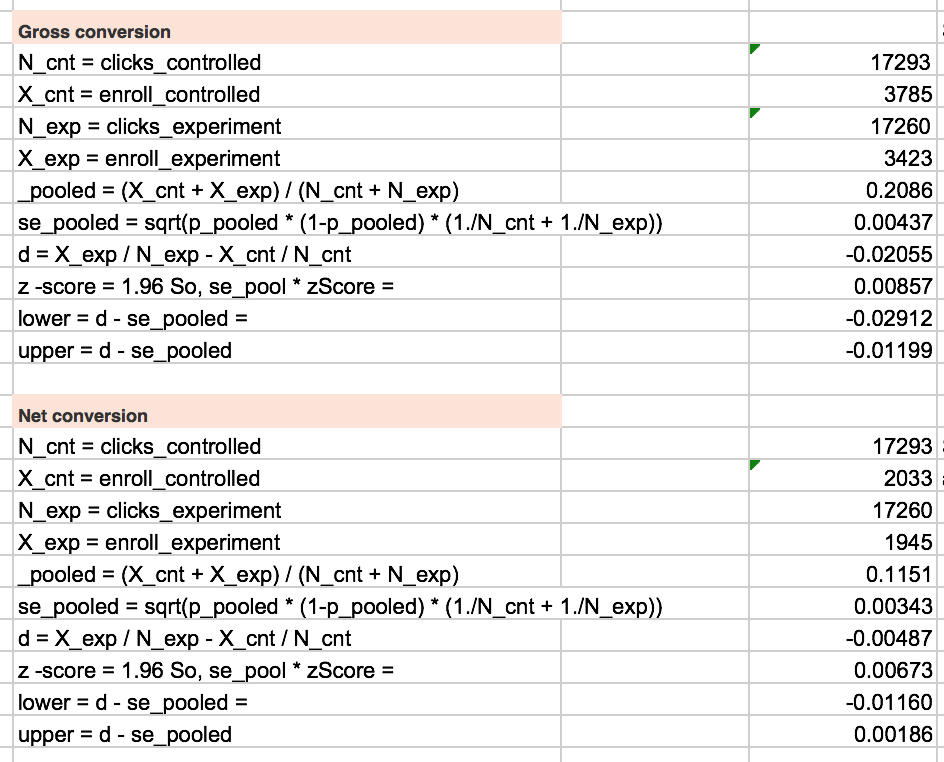 Gross conversion
N_cnt = clicks_controlled 17293
X_cnt = enroll_controlled 3785
N_exp = clicks_experiment 17260
X_exp = enroll_experiment 3423
_pooled = (X_cnt + X_exp) / (N_cnt + N_exp) 0.2086
se_pooled = sqrt(p_pooled * (1-p_pooled) * (1./N_cnt + 1./N_exp)) 0.00437
d = X_exp / N_exp - X_cnt / N_cnt -0.02055
z -score = 1.96 So, se_pool * zScore = 0.00857
lower = d - se_pooled = -0.02912
upper = d - se_pooled -0.01199
Net conversion
N_cnt = clicks_controlled 17293
X_cnt = enroll_controlled 2033
N_exp = clicks_experiment 17260
X_exp = enroll_experiment 1945
_pooled = (X_cnt + X_exp) / (N_cnt + N_exp) 0.1151
se_pooled = sqrt(p_pooled * (1-p_pooled) * (1./N_cnt + 1./N_exp)) 0.00343
d = X_exp / N_exp - X_cnt / N_cnt -0.00487
z -score = 1.96 So, se_pool * zScore = 0.00673
lower = d - se_pooled = -0.01160
upper = d - se_pooled 0.00186